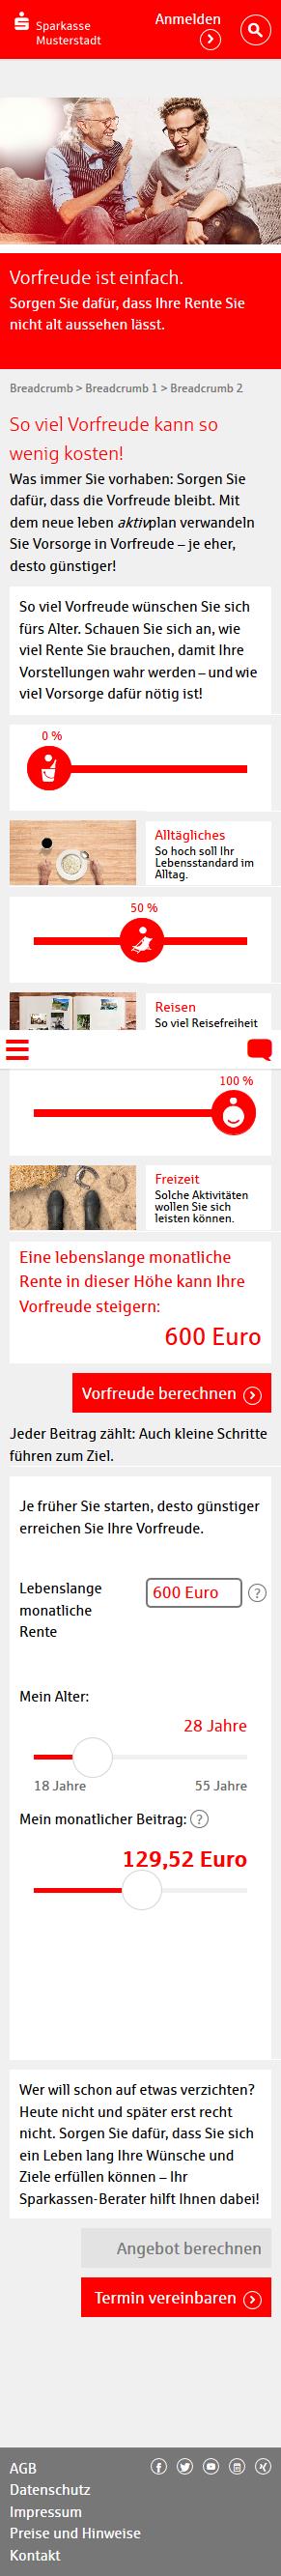 Sparkasse
Musterstadt
Anmelden
Vorfreude ist einfach.
Sorgen Sie dafür, dass Ihre Rente Sie
nicht alt aussehen lässt.
Breadcrumb > Breadcrumb 1 > Breadcrumb 2
So viel Vorfreude kann so
wenig kosten!
Was immer Sie vorhaben: Sorgen Sie
dafür, dass die Vorfreude bleibt. Mit
dem neue leben aktivplan verwandeln
Sie Vorsorge in Vorfreude – je eher,
desto günstiger!
So viel Vorfreude wünschen Sie sich
fürs Alter. Schauen Sie sich an, wie
viel Rente Sie brauchen, damit Ihre
Vorstellungen wahr werden – und wie
viel Vorsorge dafür nötig ist!
0 %
Alltägliches
So hoch soll Ihr
Lebensstandard im
Alltag.
50 %
Reisen
So viel Reisefreiheit
100 %
Freizeit
Solche Aktivitäten
wollen Sie sich
leisten können.
Eine lebenslange monatliche
Rente in dieser Höhe kann Ihre
Vorfreude steigern:
600 Euro
Vorfreude berechnen
Jeder Beitrag zählt: Auch kleine Schritte
führen zum Ziel.
Je früher Sie starten, desto günstiger
erreichen Sie Ihre Vorfreude.
Lebenslange
monatliche
Rente
600 Euro ?
Mein Alter:
28 Jahre
18 Jahre 55 Jahre
Mein monatlicher Beitrag: ?
129,52 Euro
Wer will schon auf etwas verzichten?
Heute nicht und später erst recht
nicht. Sorgen Sie dafür, dass Sie sich
ein Leben lang Ihre Wünsche und
Ziele erfüllen können – Ihr
Sparkassen-Berater hilft Ihnen dabei!
Angebot berechnen
Termin vereinbaren
AGB
Datenschutz
Impressum
Preise und Hinweise
Kontakt